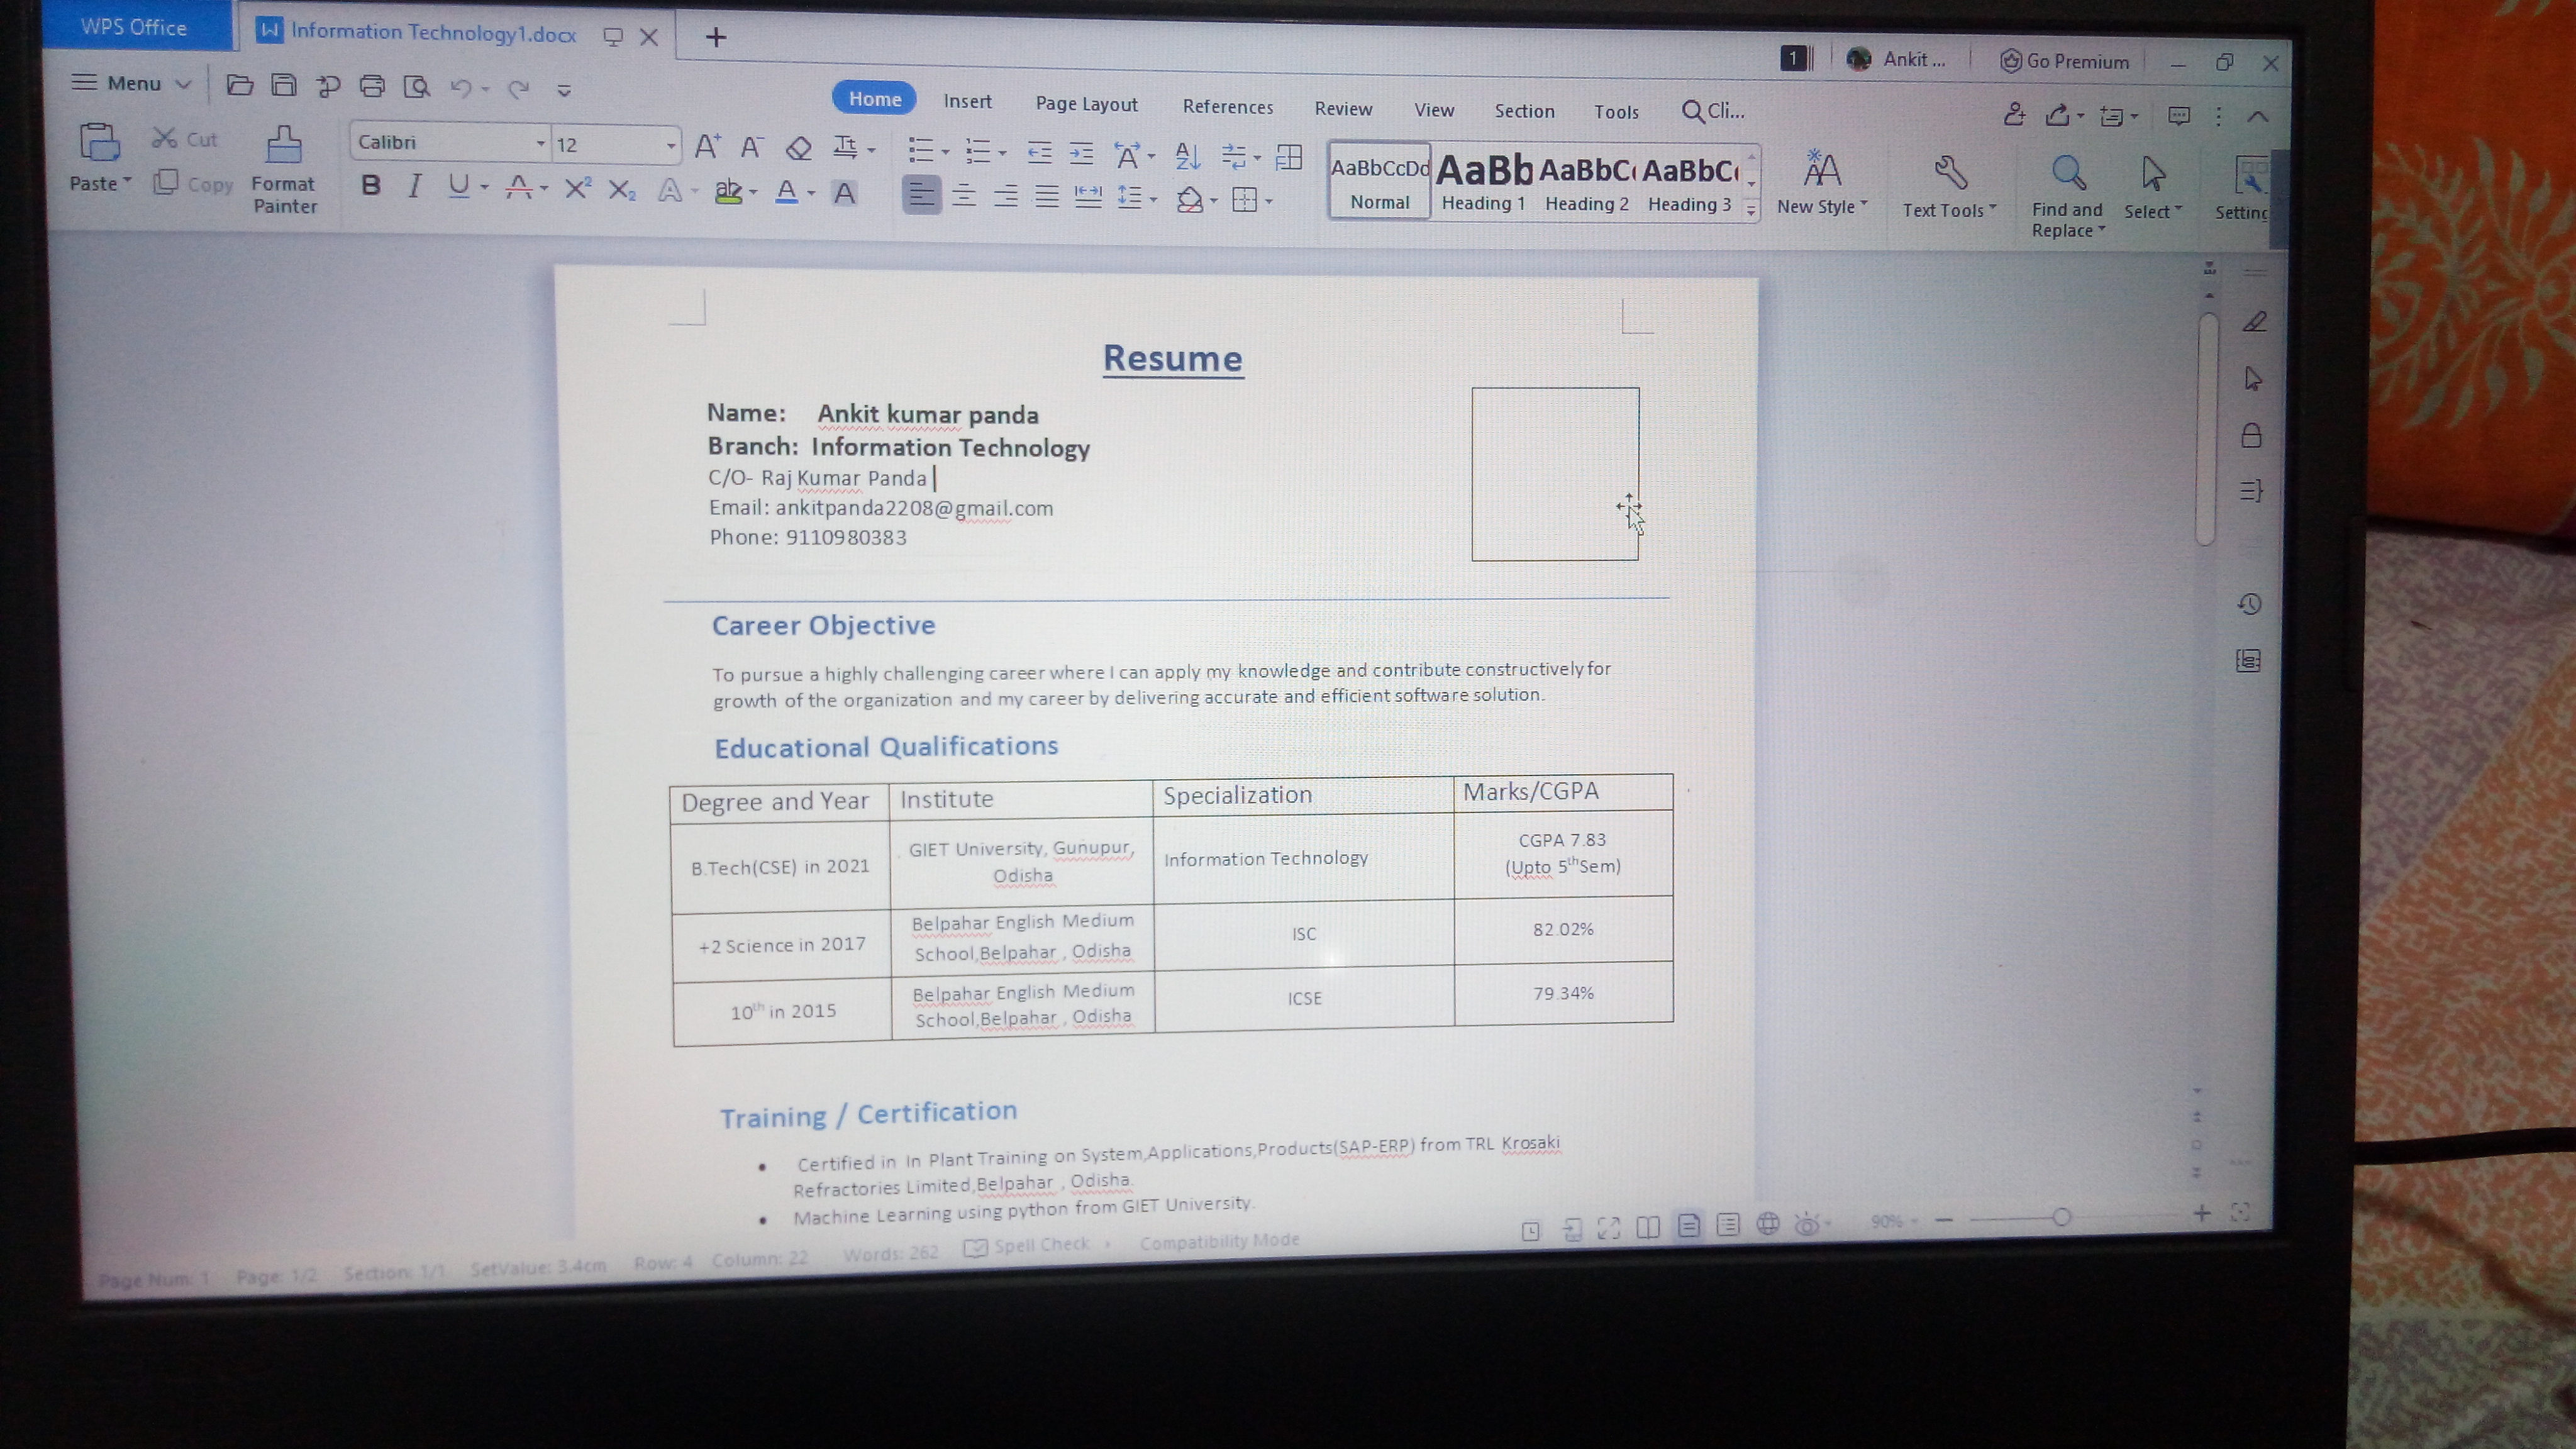 WPS Office
Information Technology1.docx
1
Ankit ...
Go Premium
Menu
Home
Insert
Page Layout
References
Review
View
Section
Tools
Cli...
Paste
Cut
Copy
Format
Painter
Calibri
12
AaBbCcDd
Normal
AaBb
Heading 1
AaBbC
Heading 2
AaBbC
Heading 3
New Style
Text Tools
Find and
Replace
Select
Setting
Resume
Name: Ankit kumar panda
Branch: Information Technology
C/O- Raj Kumar Panda
Email: ankitpanda2208@gmail.com
Phone: 9110980383
Career Objective
To pursue a highly challenging career where I can apply my knowledge and contribute constructively for
growth of the organization and my career by delivering accurate and efficient software solution.
Educational Qualifications
Degree and Year Institute Specialization Marks/CGPA
B.Tech(CSE) in 2021
GIET University, Gunupur,
Odisha
Information Technology
CGPA 7.83
(Upto 5thSem)
+2 Science in 2017
Belpahar English Medium
School,Belpahar , Odisha
ISC
82.02%
10th in 2015
Belpahar English Medium
School,Belpahar , Odisha
ICSE
79.34%
Training / Certification
• Certified in In Plant Training on System,Applications,Products(SAP-ERP) from TRL Krosaki
Refractories Limited,Belpahar , Odisha.
• Machine Learning using python from GIET University.
Page Num: 1 Page: 1/2 Section: 1/1 SetValue: 3.4cm Row: 4 Column: 22 Words: 262 Spell Check Compatibility Mode 90%